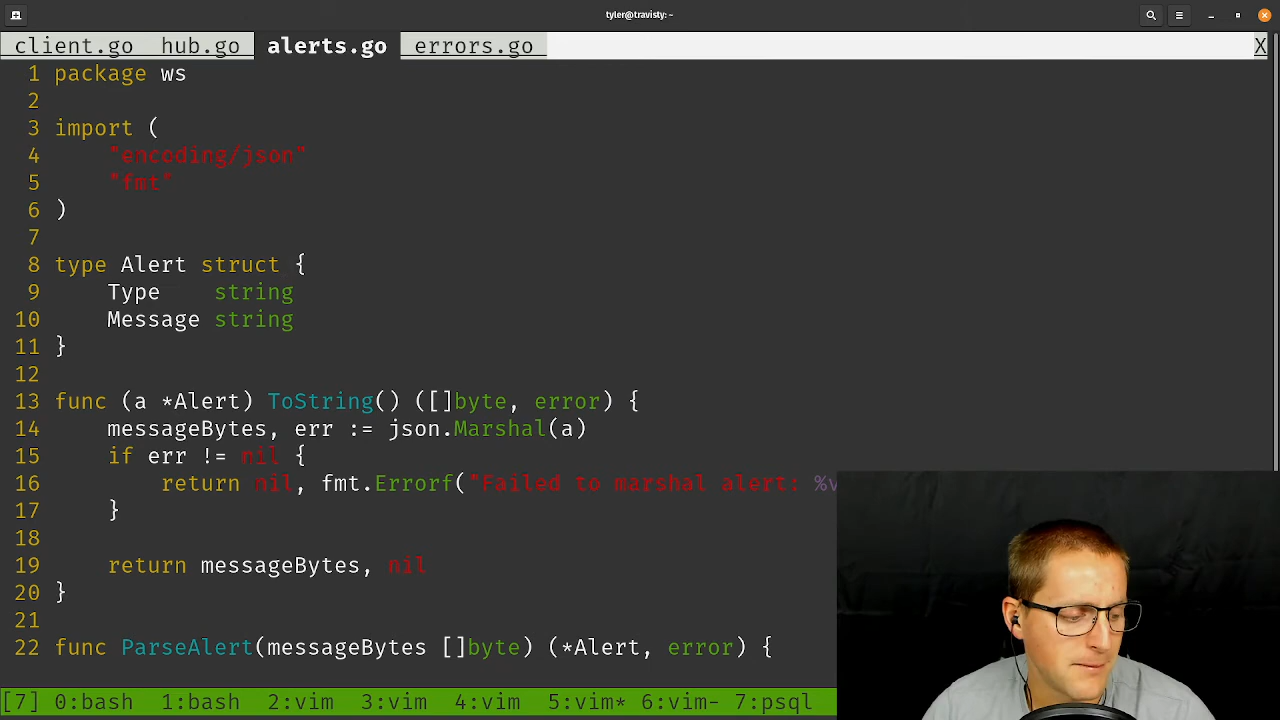 tyler@travisty: ~
client.go hub.go alerts.go errors.go X
1 package ws
2
3 import (
4 "encoding/json"
5 "fmt"
6 )
7
8 type Alert struct {
9 Type string
10 Message string
11 }
12
13 func (a *Alert) ToString() ([]byte, error) {
14 messageBytes, err := json.Marshal(a)
15 if err != nil {
16 return nil, fmt.Errorf("Failed to marshal alert: %v
17 }
18
19 return messageBytes, nil
20 }
21
22 func ParseAlert(messageBytes []byte) (*Alert, error) {
[7] 0:bash 1:bash 2:vim 3:vim 4:vim 5:vim* 6:vim- 7:psql